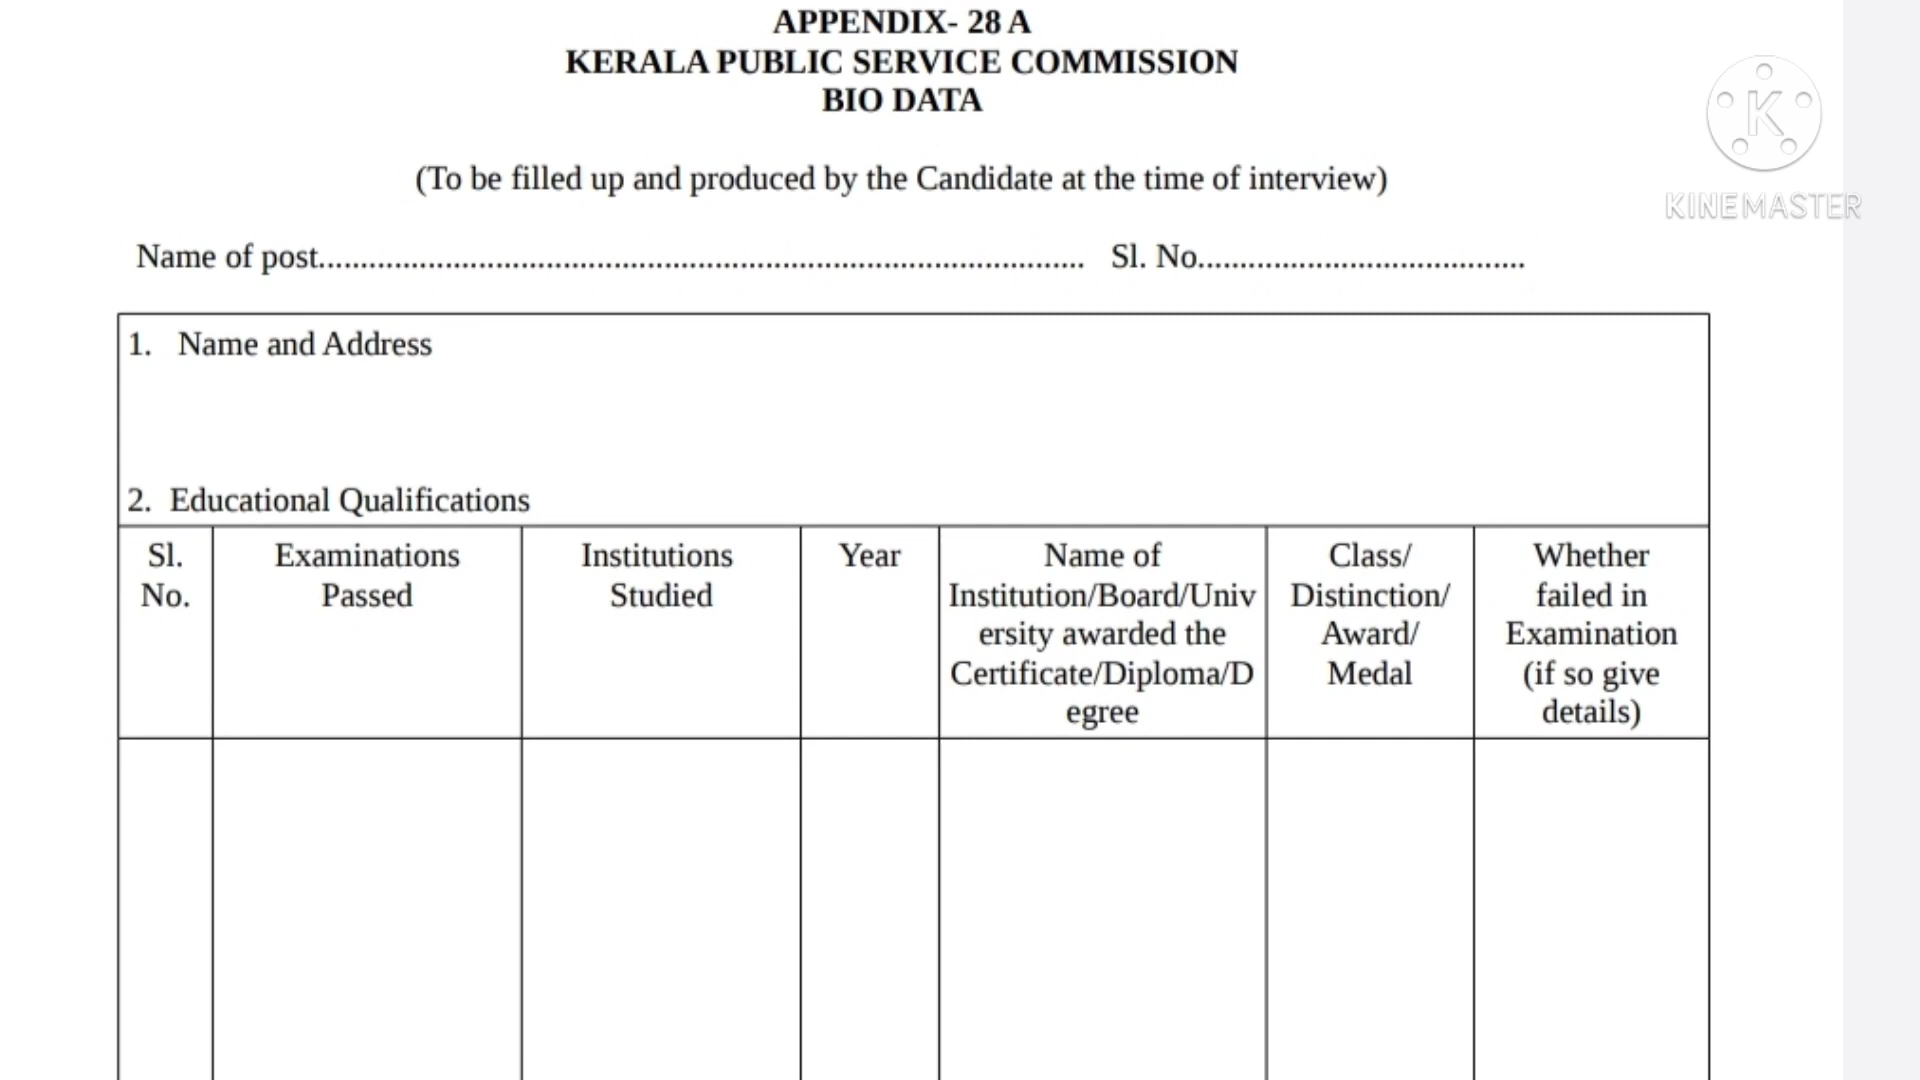 APPENDIX- 28 A
KERALA PUBLIC SERVICE COMMISSION
BIO DATA
(To be filled up and produced by the Candidate at the time of interview)
KINEMASTER
Name of post............................................................................................ Sl. No.......................................
1. Name and Address
2. Educational Qualifications
Sl.
No.
Examinations
Passed
Institutions
Studied
Year
Name of
Institution/Board/Univ
ersity awarded the
Certificate/Diploma/D
egree
Class/
Distinction/
Award/
Medal
Whether
failed in
Examination
(if so give
details)